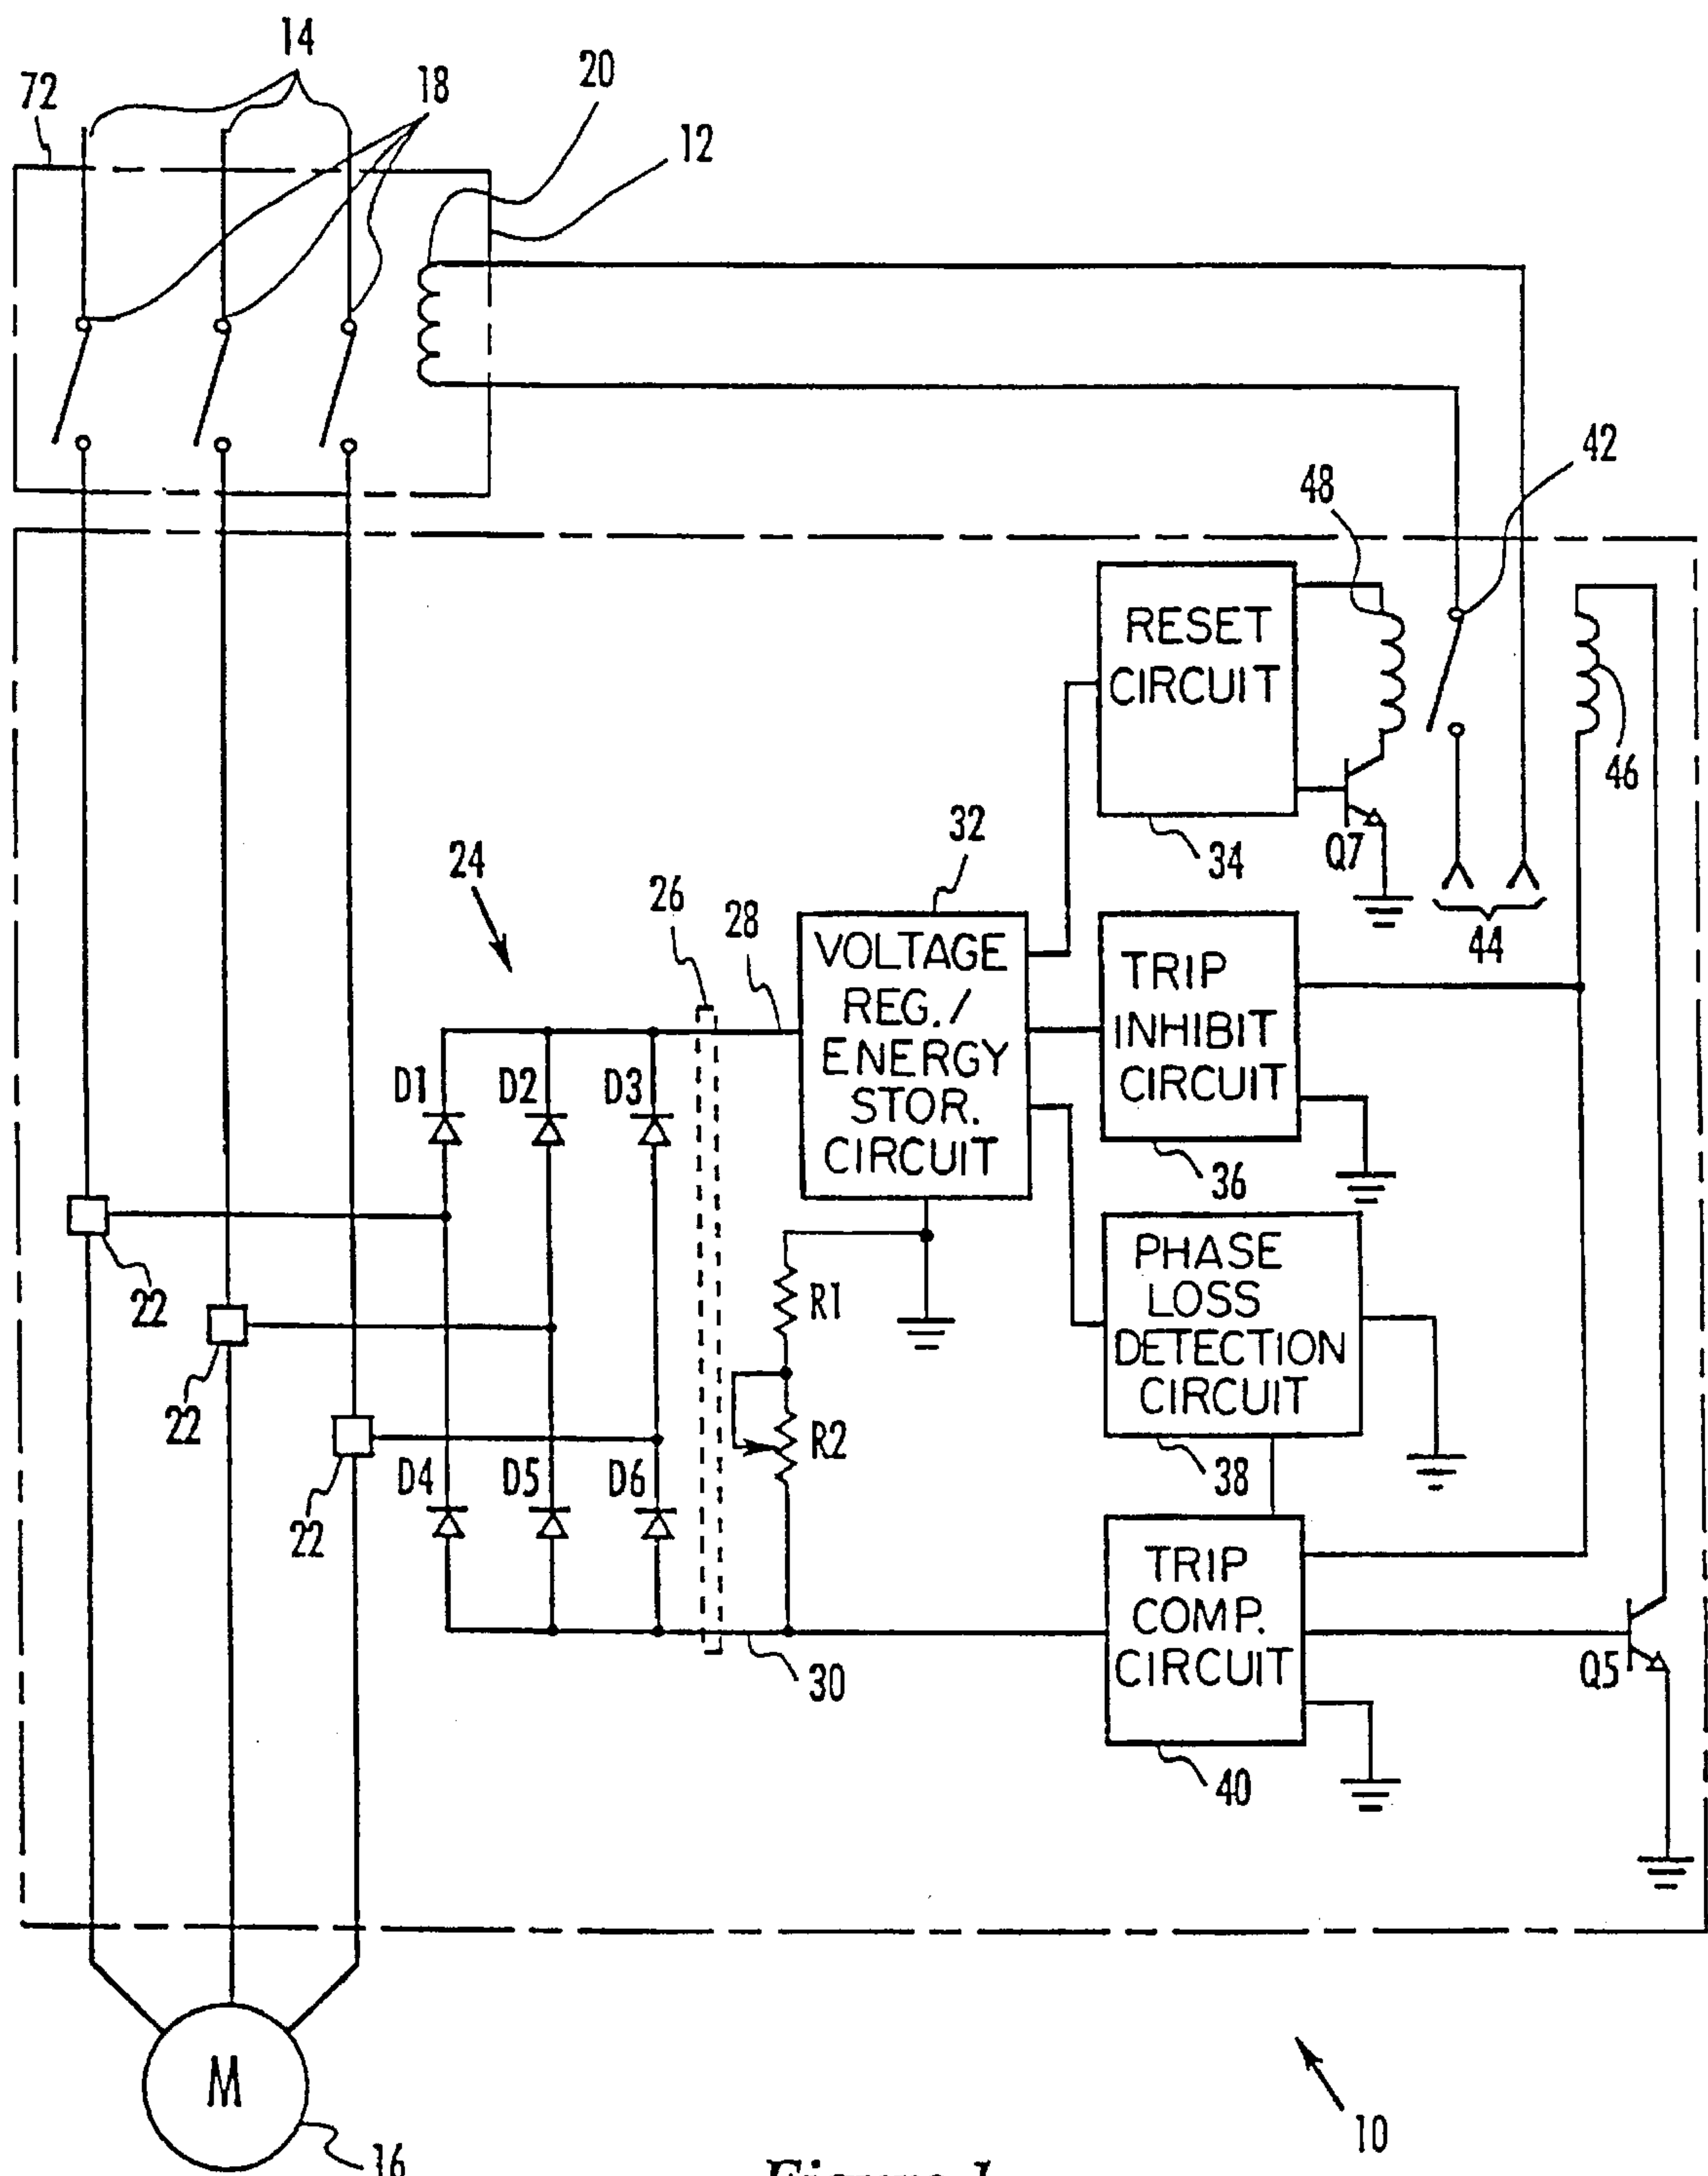 14
72
18
20
12
42
48
RESET
CIRCUIT
46
34
Q7
44
24
32
26
28
VOLTAGE
REG./
ENERGY
STOR.
CIRCUIT
TRIP
INHIBIT
CIRCUIT
36
D1
D2
D3
22
22
22
R1
R2
PHASE
LOSS
DETECTION
CIRCUIT
38
D4
D5
D6
30
TRIP
COMP.
CIRCUIT
40
Q5
M
16
10
Figure 1